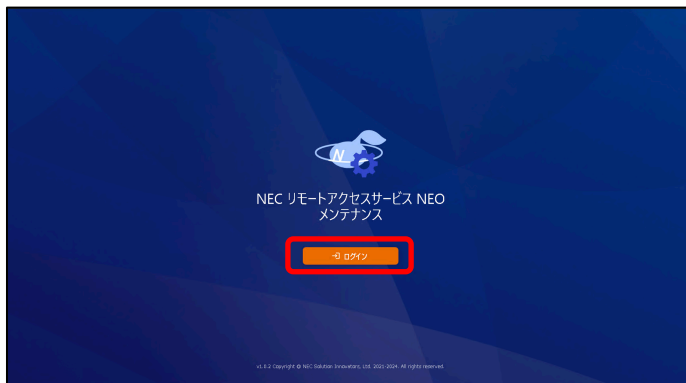 N
NEC リモートアクセスサービス NEO
メンテナンス
ログイン
v1.0.2 Copyright © NEC Solution Innovators, Ltd. 2021-2024. All rights reserved.